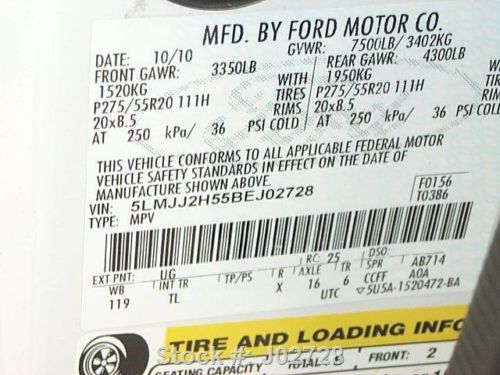 MFD. BY FORD MOTOR CO.
DATE: 10/10 GVWR: 7500LB/ 3402KG
FRONT GAWR: 3350LB REAR GAWR: 4300LB
1520KG WITH 1950KG
P275/55R20 111H TIRES P275/55R20 111H
20x8.5 RIMS 20x8.5
AT 250 kPa/ 36 PSI COLD AT 250 kPa/ 36 PSI COLD
THIS VEHICLE CONFORMS TO ALL APPLICABLE FEDERAL MOTOR
VEHICLE SAFETY STANDARDS IN EFFECT ON THE DATE OF
MANUFACTURE SHOWN ABOVE.
VIN: 5LMJJ2H55BEJ02728 F0156
TYPE: MPV T0386
EXT PNT: UG RC: 25 DSO:
WB INT TR TP/PS R AXLE TR SPR AB714
119 TL X 16 6 CCFF AOA
UTC 5U5A-1520472-BA
TIRE AND LOADING INFO
Stock #: J02728
SEATING CAPACITY TOTAL: 8 FRONT: 2